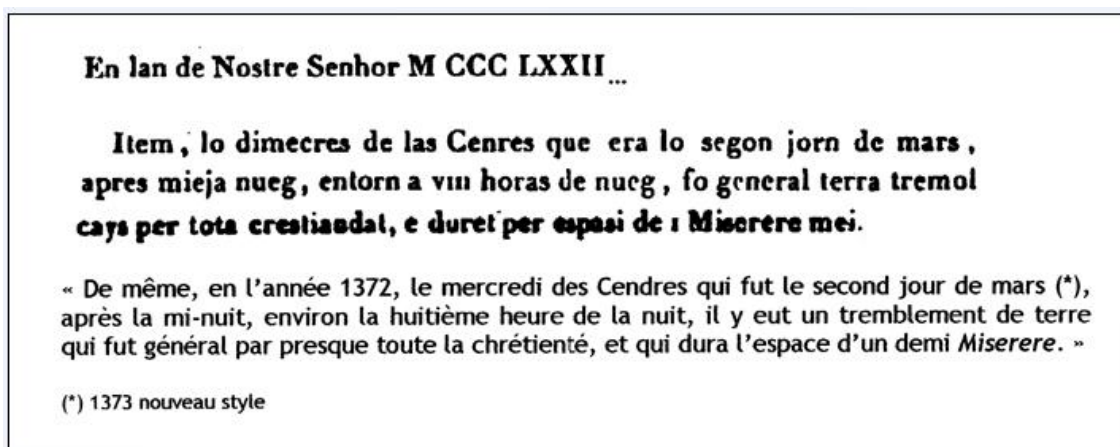 En lan de Nostre Senhor M CCC LXXII ...
Item, lo dimecres de las Cenres que era lo segon jorn de mars,
apres mieja nueg, entorn a VIII horas de nueg, fo general terra tremol
cays per tota crestiandat, e duret per espasi de I Miserere mei.
« De même, en l’année 1372, le mercredi des Cendres qui fut le second jour de mars (*),
après la mi-nuit, environ la huitième heure de la nuit, il y eut un tremblement de terre
qui fut général par presque toute la chrétienté, et qui dura l’espace d’un demi Miserere. »
(*) 1373 nouveau style